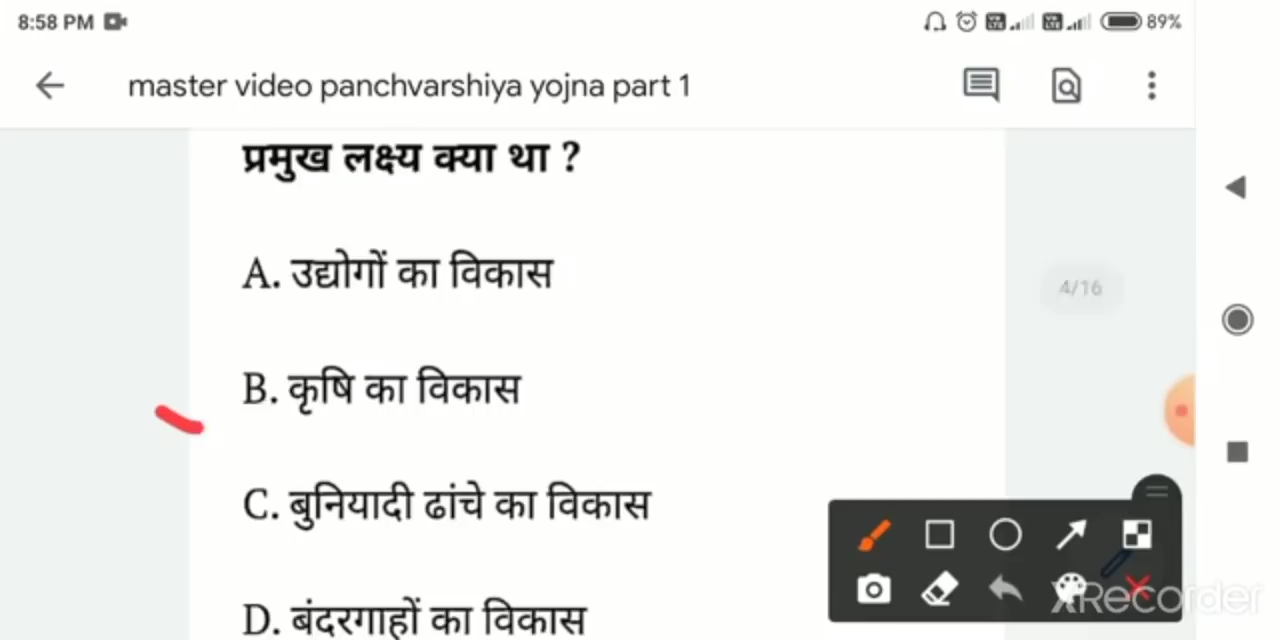 8:58 PM 89%
master video panchvarshiya yojna part 1
प्रमुख लक्ष्य क्या था ?
A. उद्योगों का विकास
4/16
B. कृषि का विकास
C. बुनियादी ढांचे का विकास
D. बंदरगाहों का विकास
XRecorder